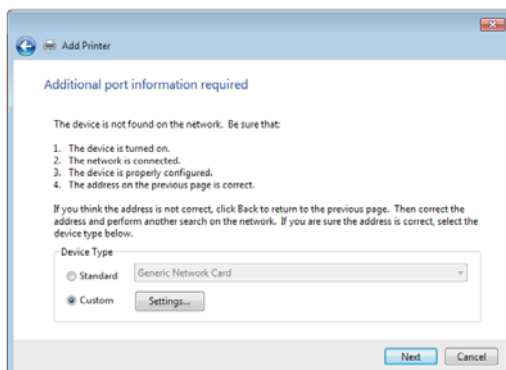 Add Printer
Additional port information required
The device is not found on the network. Be sure that:
1. The device is turned on.
2. The network is connected.
3. The device is properly configured.
4. The address on the previous page is correct.
If you think the address is not correct, click Back to return to the previous page. Then correct the
address and perform another search on the network. If you are sure the address is correct, select the
device type below.
Device Type
Standard Generic Network Card
Custom Settings...
Next Cancel